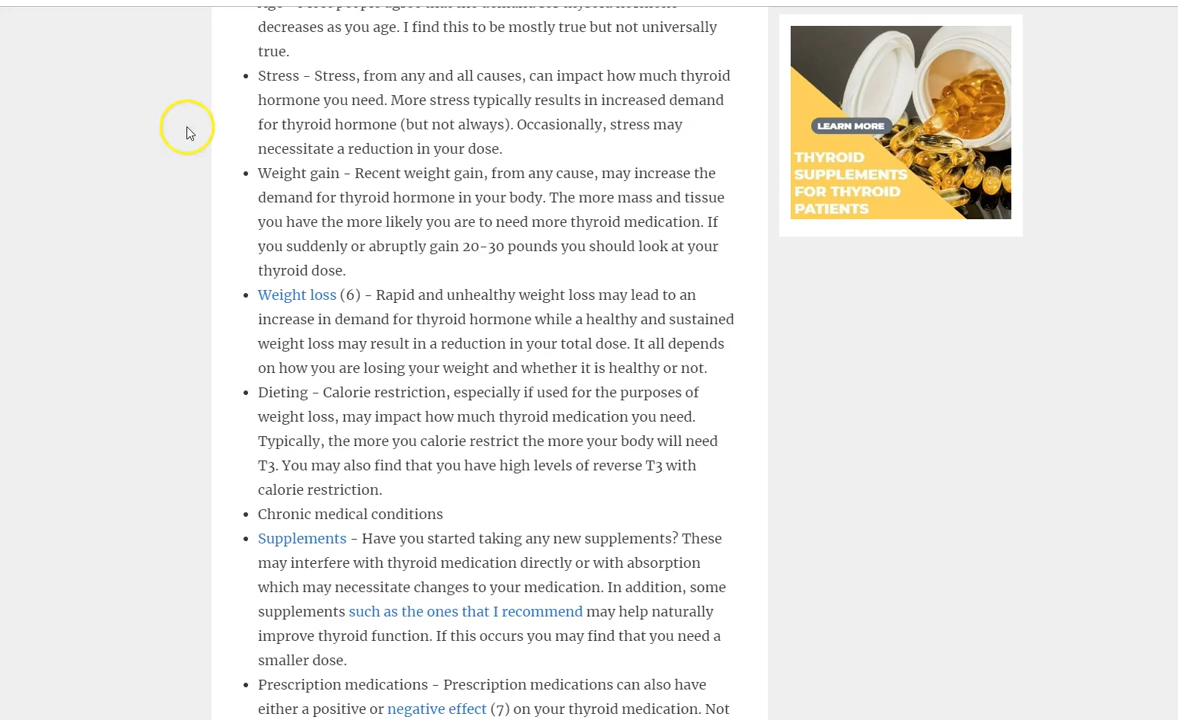 decreases as you age. I find this to be mostly true but not universally
true.
• Stress - Stress, from any and all causes, can impact how much thyroid
hormone you need. More stress typically results in increased demand
for thyroid hormone (but not always). Occasionally, stress may
necessitate a reduction in your dose.
• Weight gain - Recent weight gain, from any cause, may increase the
demand for thyroid hormone in your body. The more mass and tissue
you have the more likely you are to need more thyroid medication. If
you suddenly or abruptly gain 20-30 pounds you should look at your
thyroid dose.
• Weight loss (6) - Rapid and unhealthy weight loss may lead to an
increase in demand for thyroid hormone while a healthy and sustained
weight loss may result in a reduction in your total dose. It all depends
on how you are losing your weight and whether it is healthy or not.
• Dieting - Calorie restriction, especially if used for the purposes of
weight loss, may impact how much thyroid medication you need.
Typically, the more you calorie restrict the more your body will need
T3. You may also find that you have high levels of reverse T3 with
calorie restriction.
• Chronic medical conditions
• Supplements - Have you started taking any new supplements? These
may interfere with thyroid medication directly or with absorption
which may necessitate changes to your medication. In addition, some
supplements such as the ones that I recommend may help naturally
improve thyroid function. If this occurs you may find that you need a
smaller dose.
• Prescription medications - Prescription medications can also have
either a positive or negative effect (7) on your thyroid medication. Not
LEARN MORE
THYROID
SUPPLEMENTS
FOR THYROID
PATIENTS